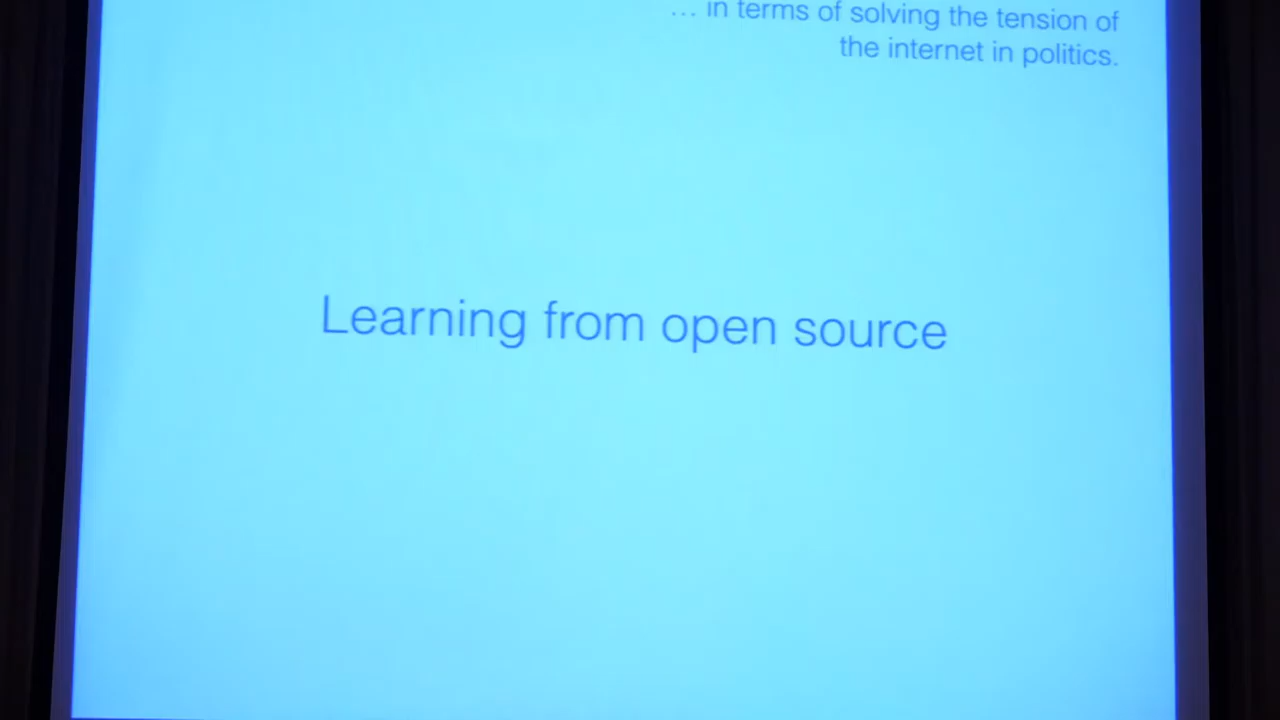 … in terms of solving the tension of
the internet in politics.
Learning from open source